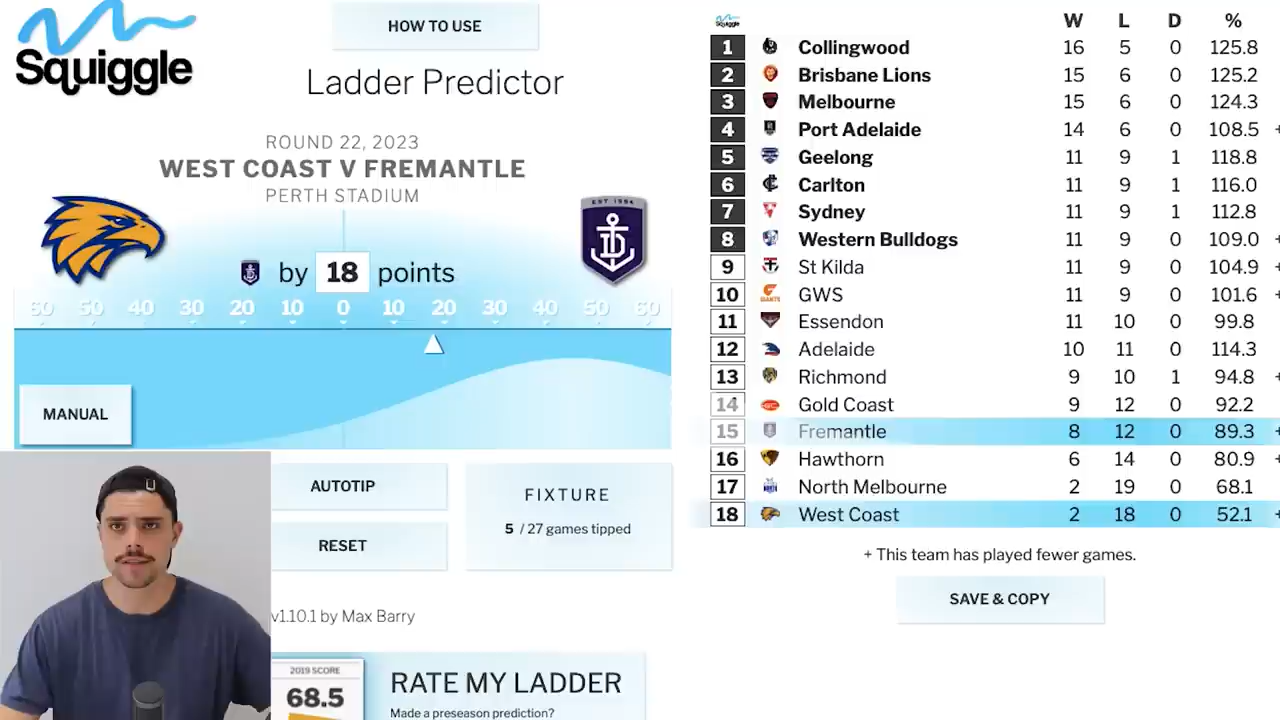 Squiggle
HOW TO USE
Ladder Predictor
ROUND 22, 2023
WEST COAST V FREMANTLE
PERTH STADIUM
EST 1994
by 18 points
60 50 40 30 20 10 0 10 20 30 40 50 60
MANUAL
AUTOTIP
RESET
FIXTURE
5 / 27 games tipped
v1.10.1 by Max Barry
2019 SCORE
68.5
RATE MY LADDER
Made a preseason prediction?
Squiggle W L D %
1 Collingwood 16 5 0 125.8
2 Brisbane Lions 15 6 0 125.2
3 Melbourne 15 6 0 124.3
4 Port Adelaide 14 6 0 108.5 +
5 Geelong 11 9 1 118.8
6 Carlton 11 9 1 116.0
7 Sydney 11 9 1 112.8
8 Western Bulldogs 11 9 0 109.0 +
9 St Kilda 11 9 0 104.9 +
10 GWS 11 9 0 101.6 +
11 Essendon 11 10 0 99.8
12 Adelaide 10 11 0 114.3
13 Richmond 9 10 1 94.8 +
14 Gold Coast 9 12 0 92.2
15 Fremantle 8 12 0 89.3 +
16 Hawthorn 6 14 0 80.9 +
17 North Melbourne 2 19 0 68.1
18 West Coast 2 18 0 52.1 +
+ This team has played fewer games.
SAVE & COPY